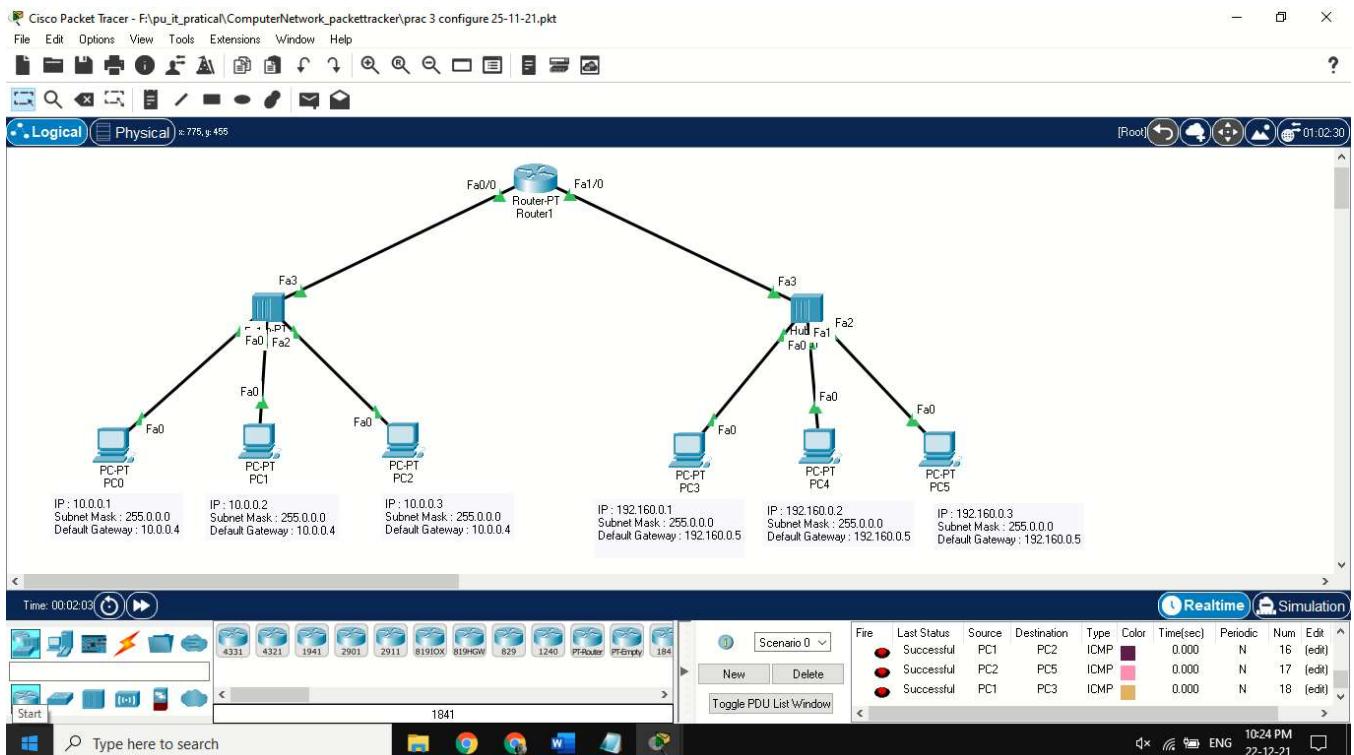 Cisco Packet Tracer - F:\pu_it_pratical\ComputerNetwork_packettracker\prac 3 configure 25-11-21.pkt
File Edit Options View Tools Extensions Window Help
?
Logical Physical x: 775, y: 455 [Root] 01:02:30
Fa0/0 Fa1/0
Router-PT
Router1
Fa3 Fa3
Fa2
Hub Fa1
Fa0 Fa2 Fa0
Fa0 Fa0
Fa0 Fa0 Fa0 Fa0
PC-PT PC-PT PC-PT PC-PT PC-PT PC-PT
PC0 PC1 PC2 PC3 PC4 PC5
IP : 10.0.0.1
Subnet Mask : 255.0.0.0
Default Gateway : 10.0.0.4
IP : 10.0.0.2
Subnet Mask : 255.0.0.0
Default Gateway : 10.0.0.4
IP : 10.0.0.3
Subnet Mask : 255.0.0.0
Default Gateway : 10.0.0.4
IP : 192.160.0.1
Subnet Mask : 255.0.0.0
Default Gateway : 192.160.0.5
IP : 192.160.0.2
Subnet Mask : 255.0.0.0
Default Gateway : 192.160.0.5
IP : 192.160.0.3
Subnet Mask : 255.0.0.0
Default Gateway : 192.160.0.5
Time: 00:02:03 Realtime Simulation
4331 4321 1941 2901 2911 819IOX 819HGW 829 1240 PT-Router PT-Empty 184
1841
Start
Scenario 0
New Delete
Toggle PDU List Window
Fire Last Status Source Destination Type Color Time(sec) Periodic Num Edit
Successful PC1 PC2 ICMP 0.000 N 16 (edit)
Successful PC2 PC5 ICMP 0.000 N 17 (edit)
Successful PC1 PC3 ICMP 0.000 N 18 (edit)
Type here to search
ENG 10:24 PM
22-12-21